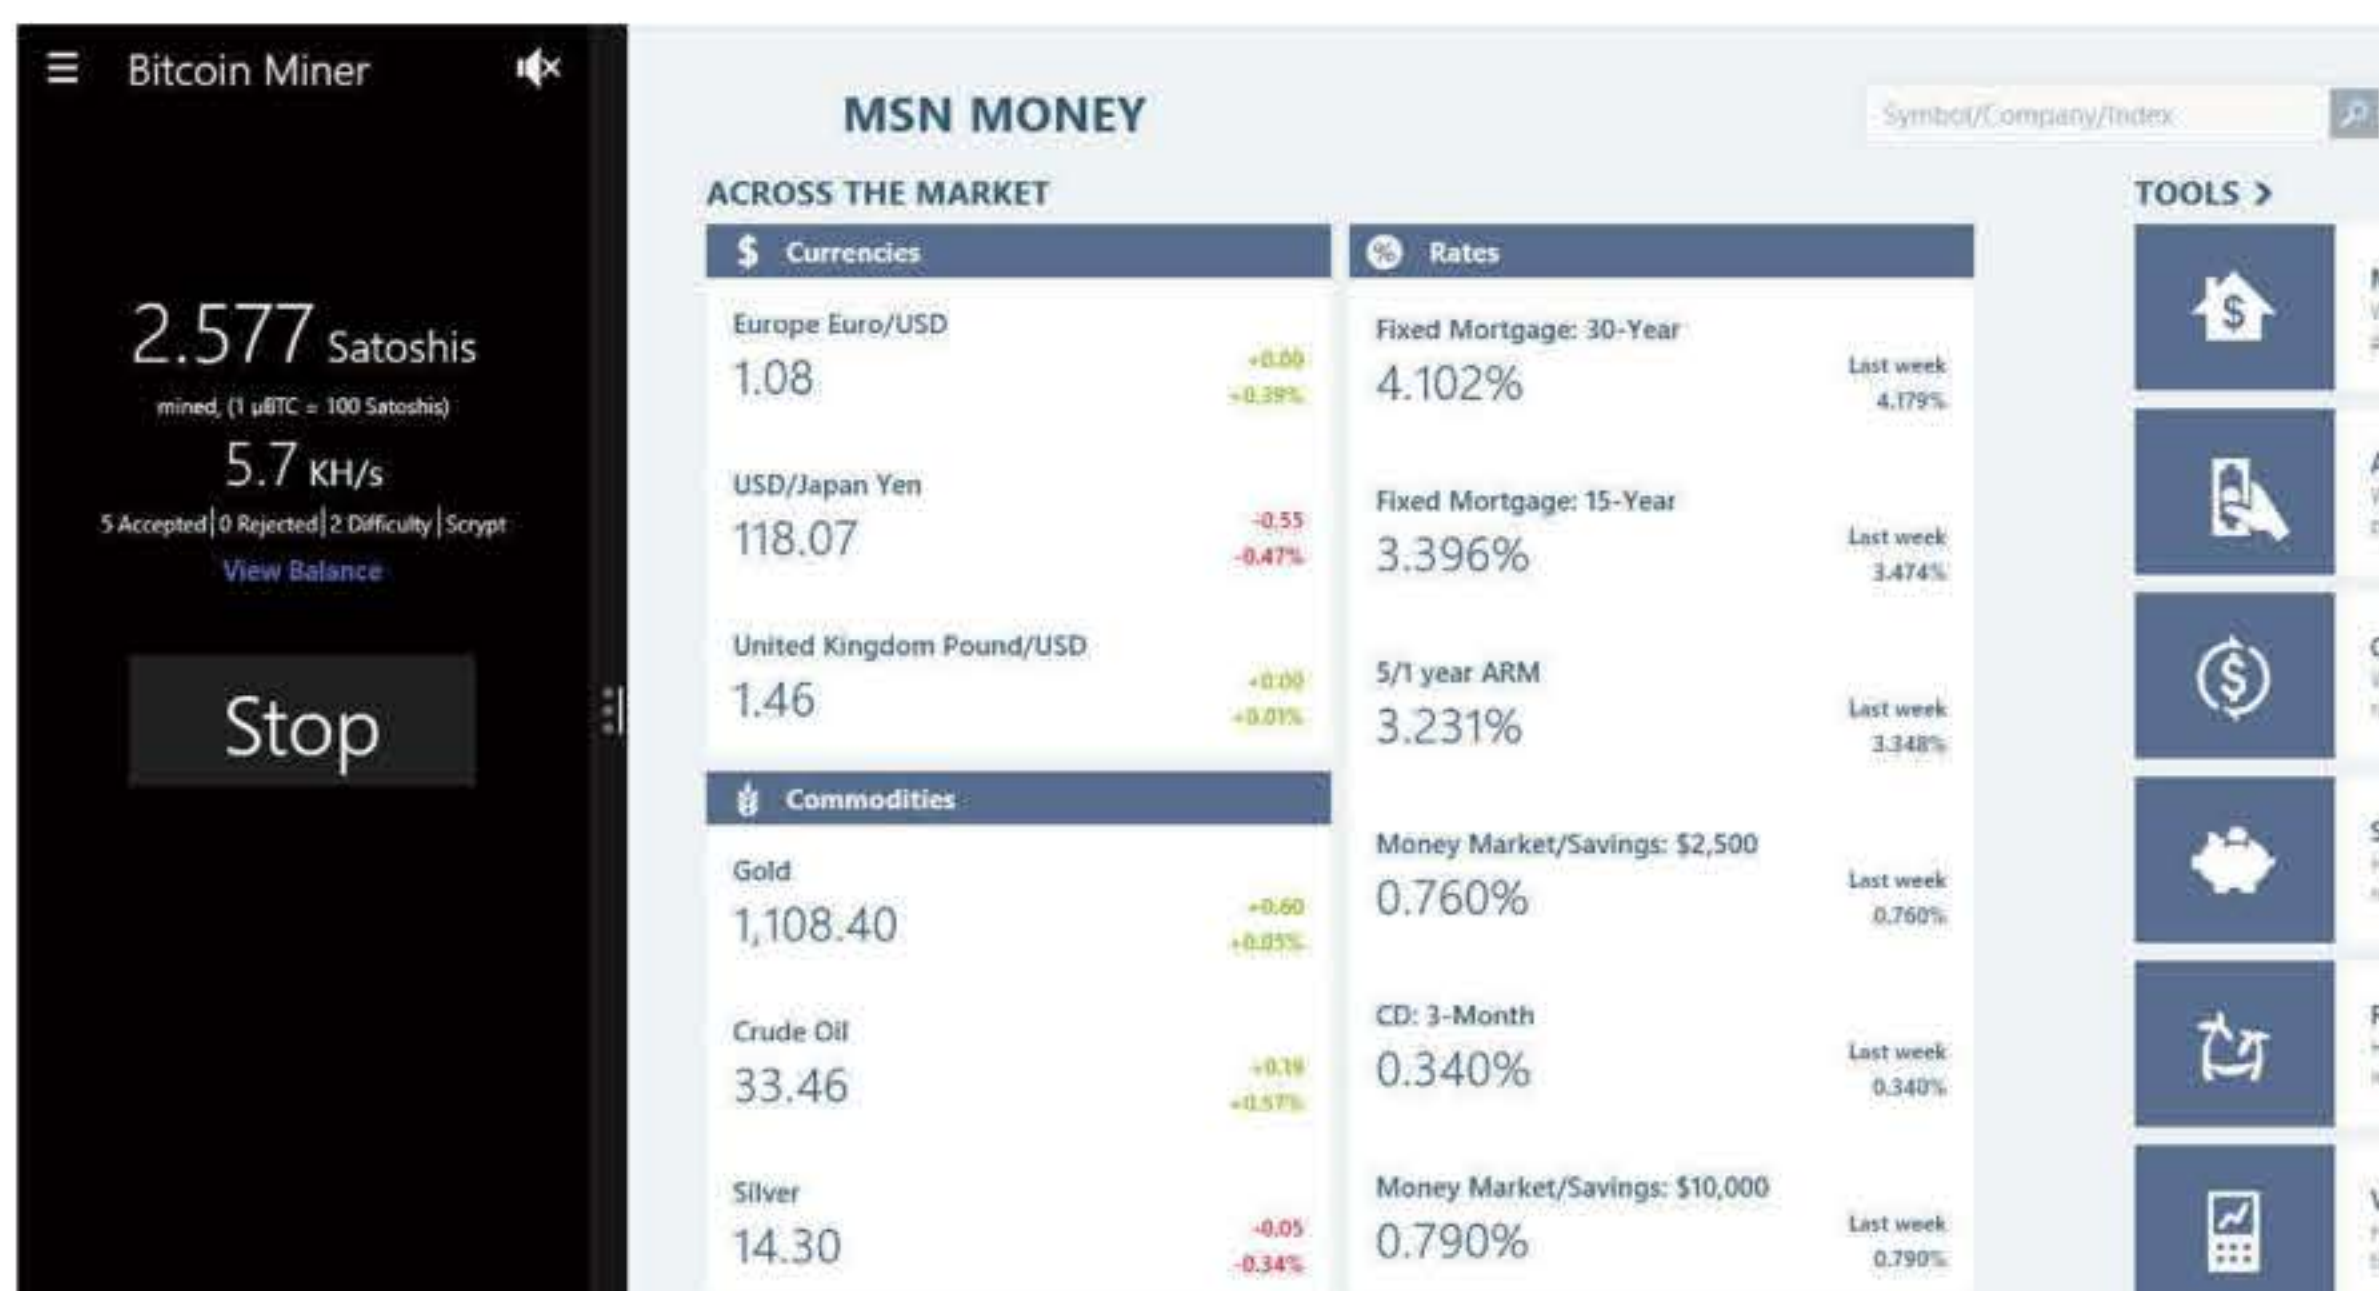 Bitcoin Miner
2.577 Satoshis
mined, (1 µBTC = 100 Satoshis)
5.7 KH/s
5 Accepted|0 Rejected|2 Difficulty|Scrypt
View Balance
Stop
MSN MONEY
Symbol/Company/Index
ACROSS THE MARKET
$ Currencies
Europe Euro/USD
1.08
+0.00
+0.39%
USD/Japan Yen
118.07
-0.55
-0.47%
United Kingdom Pound/USD
1.46
+0.00
+0.01%
Commodities
Gold
1,108.40
+0.60
+0.05%
Crude Oil
33.46
+0.19
+0.57%
Silver
14.30
-0.05
-0.34%
% Rates
Fixed Mortgage: 30-Year
4.102%
Last week
4.179%
Fixed Mortgage: 15-Year
3.396%
Last week
3.474%
5/1 year ARM
3.231%
Last week
3.348%
Money Market/Savings: $2,500
0.760%
Last week
0.760%
CD: 3-Month
0.340%
Last week
0.340%
Money Market/Savings: $10,000
0.790%
Last week
0.790%
TOOLS >
$
$